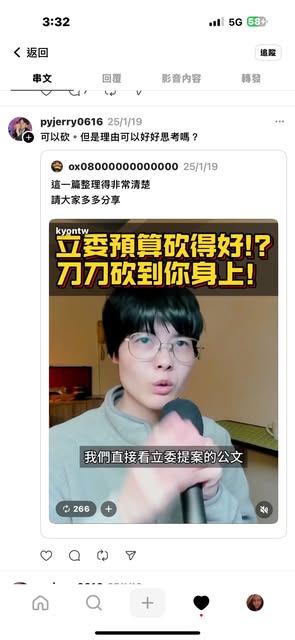 3:32
5G
58
返回
追蹤
串文
回覆
影音內容
轉發
pyjerry0616 25/1/19
可以砍。但是理由可以好好思考嗎？
ox08000000000000 25/1/19
這一篇整理得非常清楚
請大家多多分享
kyontw
立委預算砍得好!?
刀刀砍到你身上!
我們直接看立委提案的公文
266